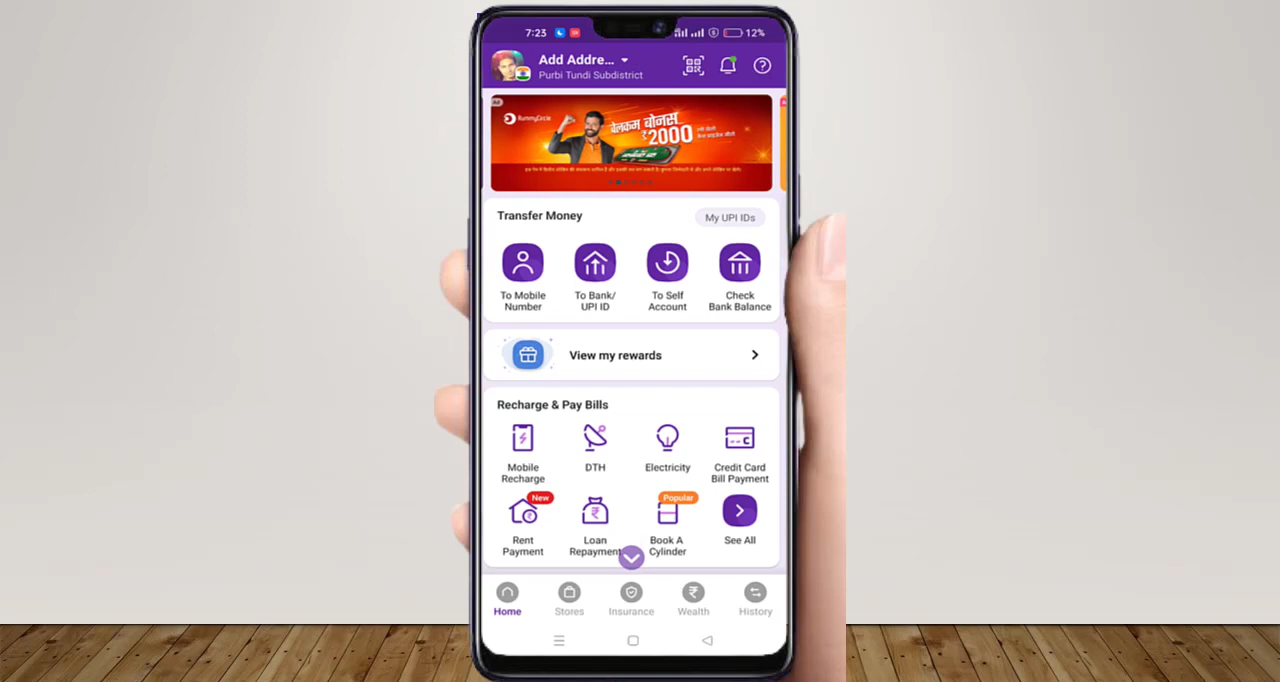 7:23
12%
Add Addre...
Purbi Tundi Subdistrict
Ad
RummyCircle
वेलकम बोनस
₹2000
Transfer Money
My UPI IDs
To Mobile
Number
To Bank/
UPI ID
To Self
Account
Check
Bank Balance
View my rewards
Recharge & Pay Bills
Mobile
Recharge
DTH
Electricity
Credit Card
Bill Payment
New
Popular
Rent
Payment
Loan
Repayment
Book A
Cylinder
See All
Home
Stores
Insurance
Wealth
History